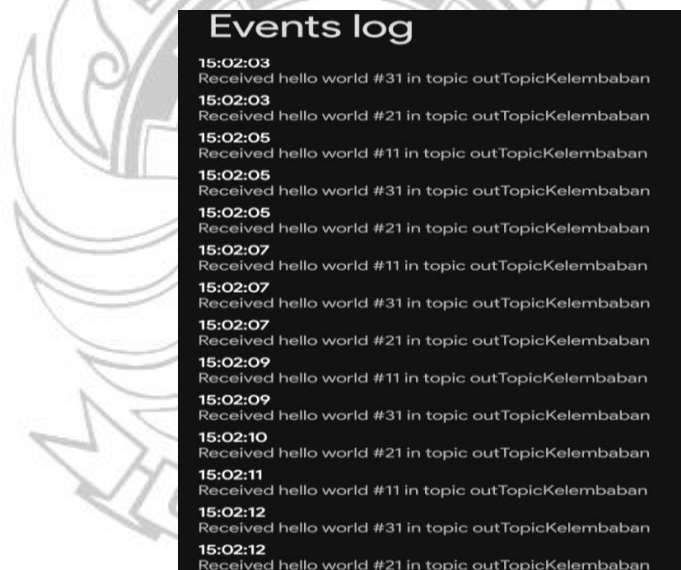 Events log
15:02:03
Received hello world #31 in topic outTopicKelembaban
15:02:03
Received hello world #21 in topic outTopicKelembaban
15:02:05
Received hello world #11 in topic outTopicKelembaban
15:02:05
Received hello world #31 in topic outTopicKelembaban
15:02:05
Received hello world #21 in topic outTopicKelembaban
15:02:07
Received hello world #11 in topic outTopicKelembaban
15:02:07
Received hello world #31 in topic outTopicKelembaban
15:02:07
Received hello world #21 in topic outTopicKelembaban
15:02:09
Received hello world #11 in topic outTopicKelembaban
15:02:09
Received hello world #31 in topic outTopicKelembaban
15:02:10
Received hello world #21 in topic outTopicKelembaban
15:02:11
Received hello world #11 in topic outTopicKelembaban
15:02:12
Received hello world #31 in topic outTopicKelembaban
15:02:12
Received hello world #21 in topic outTopicKelembaban